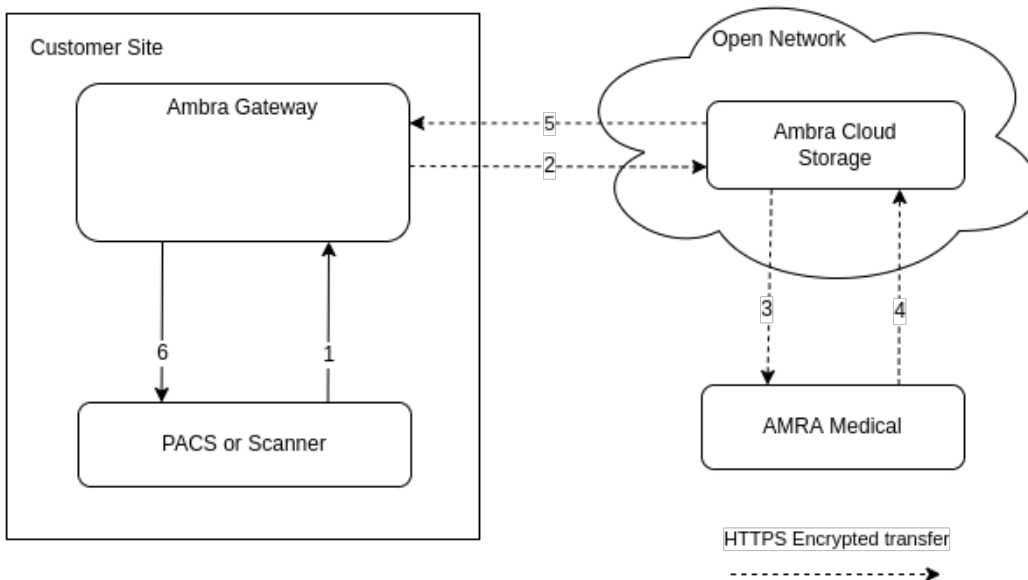 Customer Site
Open Network
Ambra Gateway
Ambra Cloud
Storage
5
2
3
4
6
1
PACS or Scanner
AMRA Medical
HTTPS Encrypted transfer